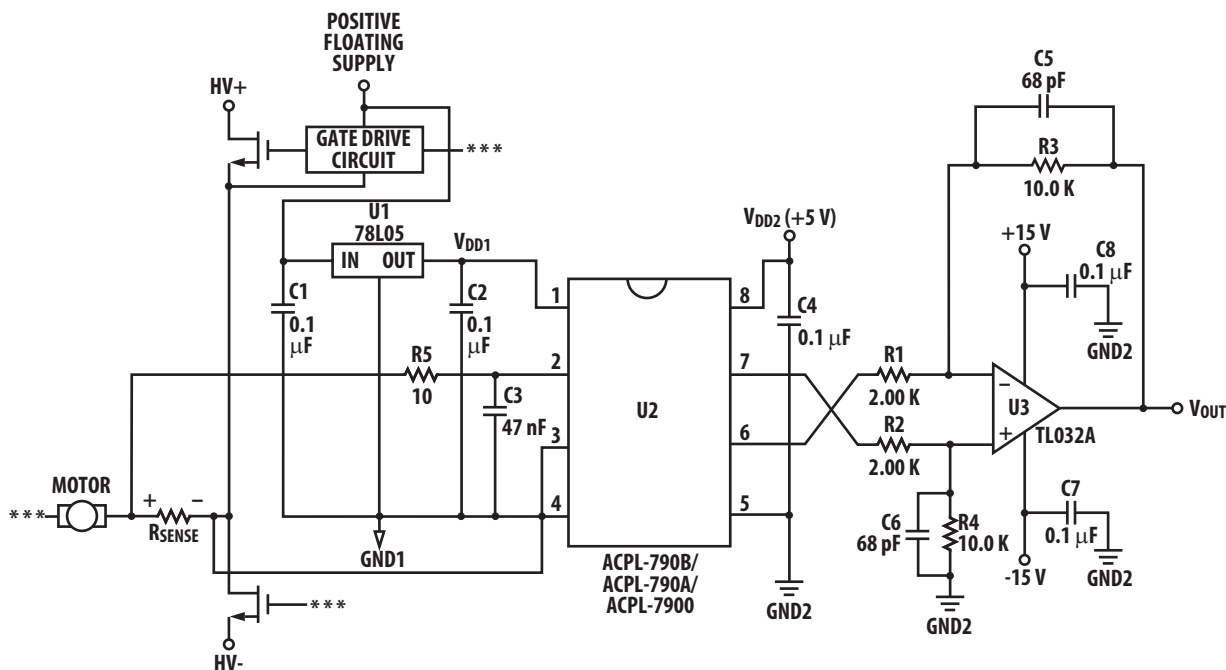 POSITIVE
FLOATING
SUPPLY
HV+
GATE DRIVE
CIRCUIT
***
U1
78L05
IN OUT
VDD1
C1
0.1
μF
C2
0.1
μF
R5
10
C3
47 nF
MOTOR
***
+ −
RSENSE
GND1
***
HV-
1
2
3
4
U2
8
7
6
5
ACPL-790B/
ACPL-790A/
ACPL-7900
VDD2 (+5 V)
C4
0.1 μF
GND2
R1
2.00 K
R2
2.00 K
C5
68 pF
R3
10.0 K
+15 V
C8
0.1 μF
GND2
−
U3
+
TL032A
VOUT
C6
68 pF
R4
10.0 K
GND2
C7
0.1 μF
-15 V
GND2